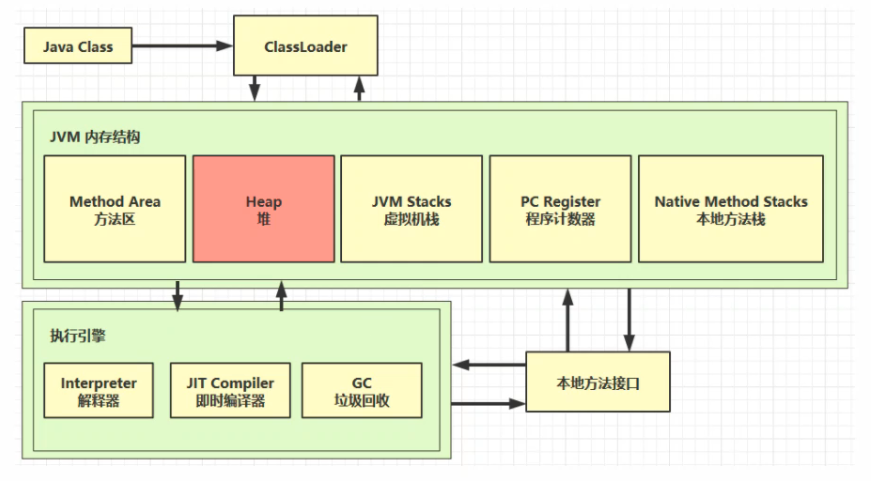 Java Class
ClassLoader
JVM 内存结构
Method Area
方法区
Heap
堆
JVM Stacks
虚拟机栈
PC Register
程序计数器
Native Method Stacks
本地方法栈
执行引擎
Interpreter
解释器
JIT Compiler
即时编译器
GC
垃圾回收
本地方法接口